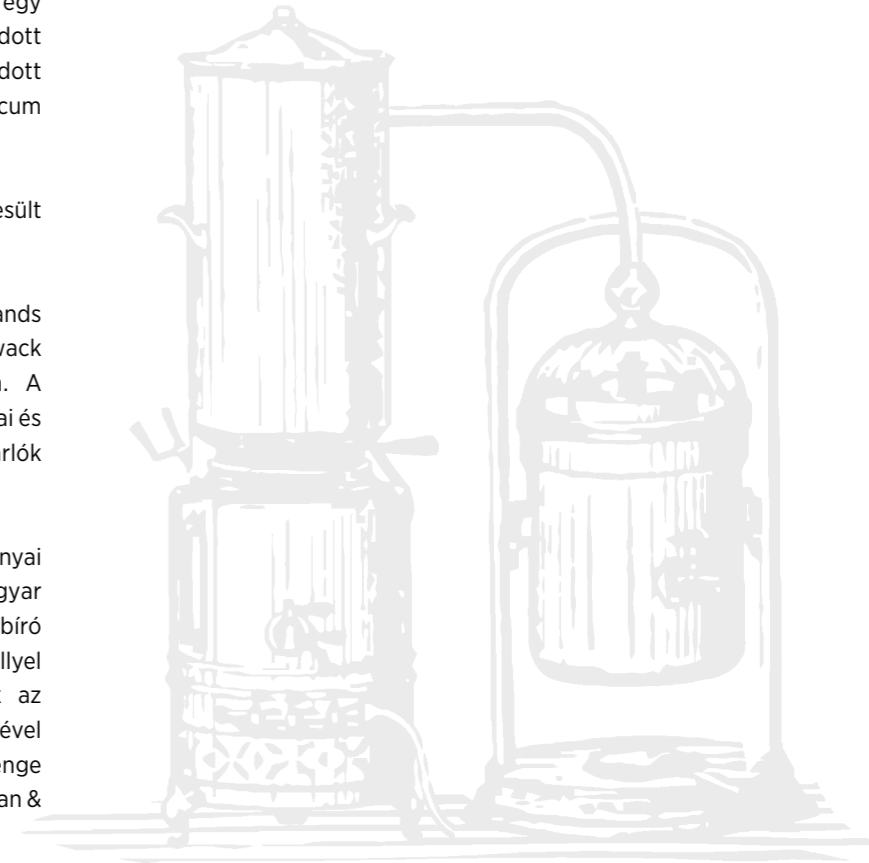 egy
dott
dott
cum
esült
ands
wack
. A
ai és
rlók
nyai
gyar
bíró
llyel
az
ével
enge
an &